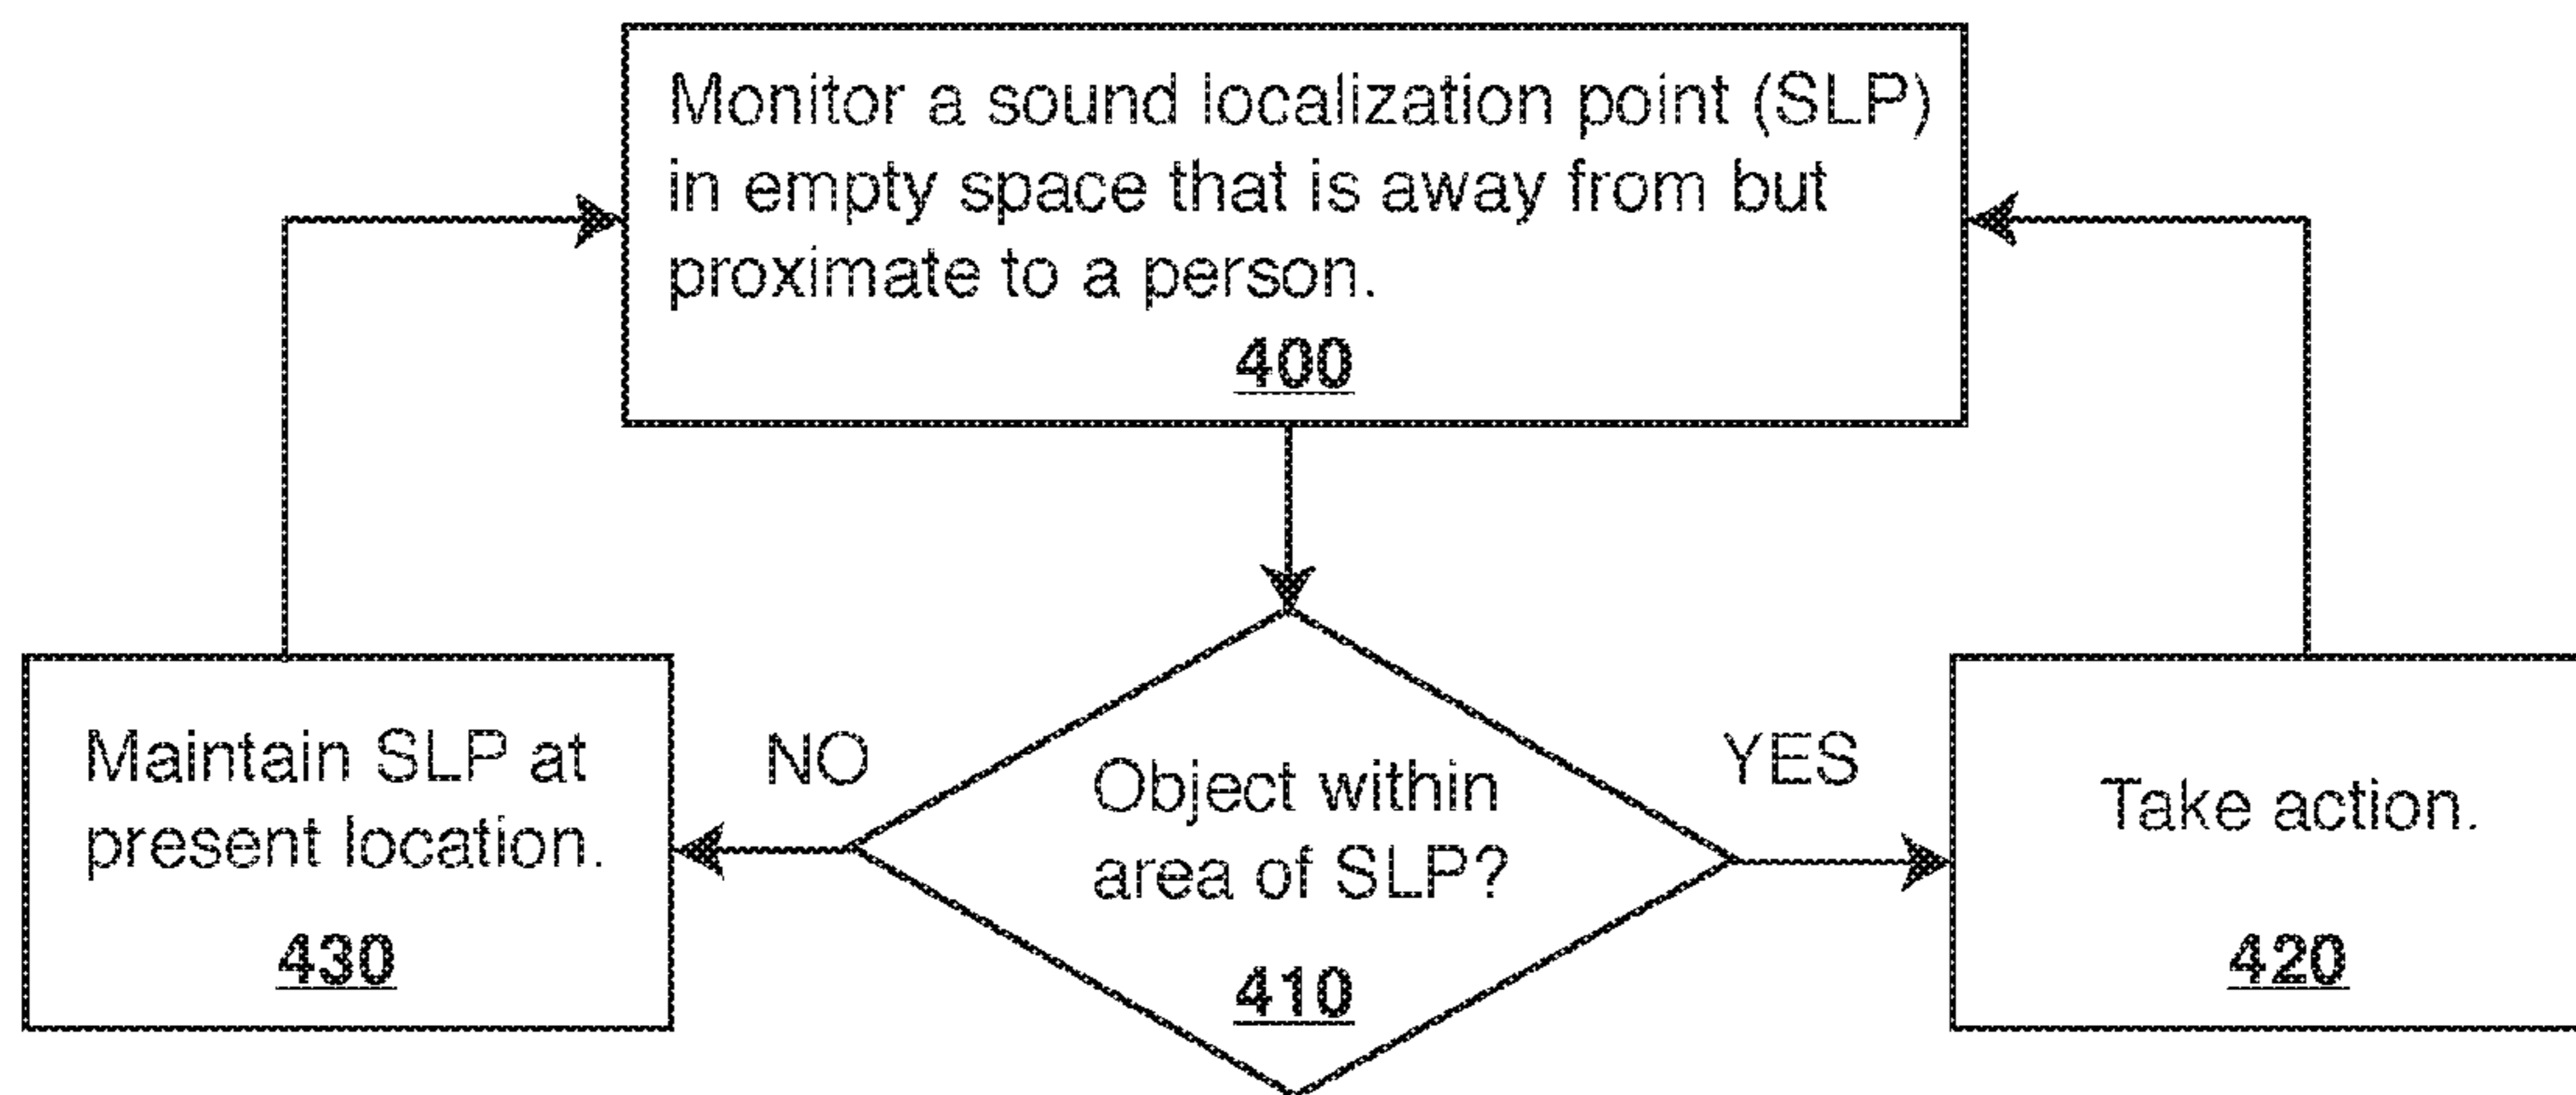 Monitor a sound localization point (SLP)
in empty space that is away from but
proximate to a person.
400
Maintain SLP at
present location.
430
NO
Object within
area of SLP?
410
YES
Take action.
420